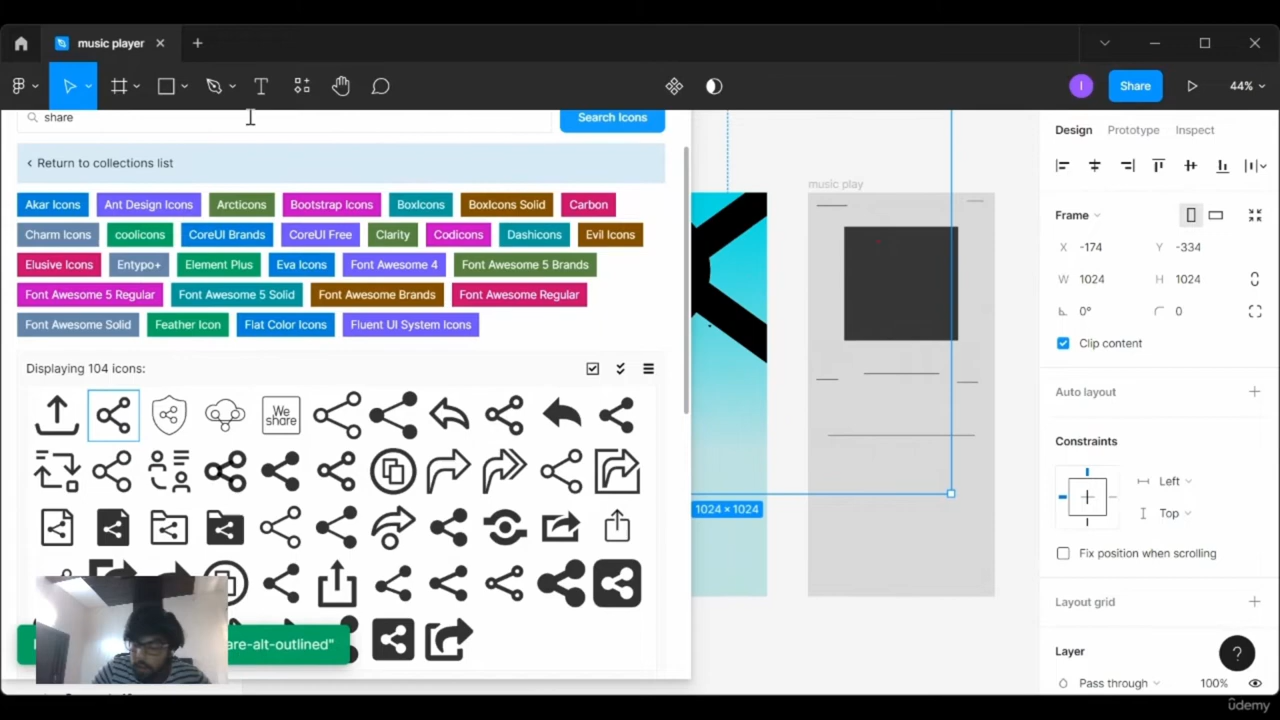 music player
Share
44%
share
Search Icons
Return to collections list
Akar Icons
Ant Design Icons
Arcticons
Bootstrap Icons
BoxIcons
BoxIcons Solid
Carbon
Charm Icons
coolicons
CoreUI Brands
CoreUI Free
Clarity
Codicons
Dashicons
Evil Icons
Elusive Icons
Entypo+
Element Plus
Eva Icons
Font Awesome 4
Font Awesome 5 Brands
Font Awesome 5 Regular
Font Awesome 5 Solid
Font Awesome Brands
Font Awesome Regular
Font Awesome Solid
Feather Icon
Flat Color Icons
Fluent UI System Icons
Displaying 104 icons:
We
share
are-alt-outlined"
music play
1024 × 1024
Design
Prototype
Inspect
Frame
X -174
Y -334
W 1024
H 1024
0°
0
Clip content
Auto layout
Constraints
Left
Top
Fix position when scrolling
Layout grid
Layer
?
Pass through
100%
I
ûdemy